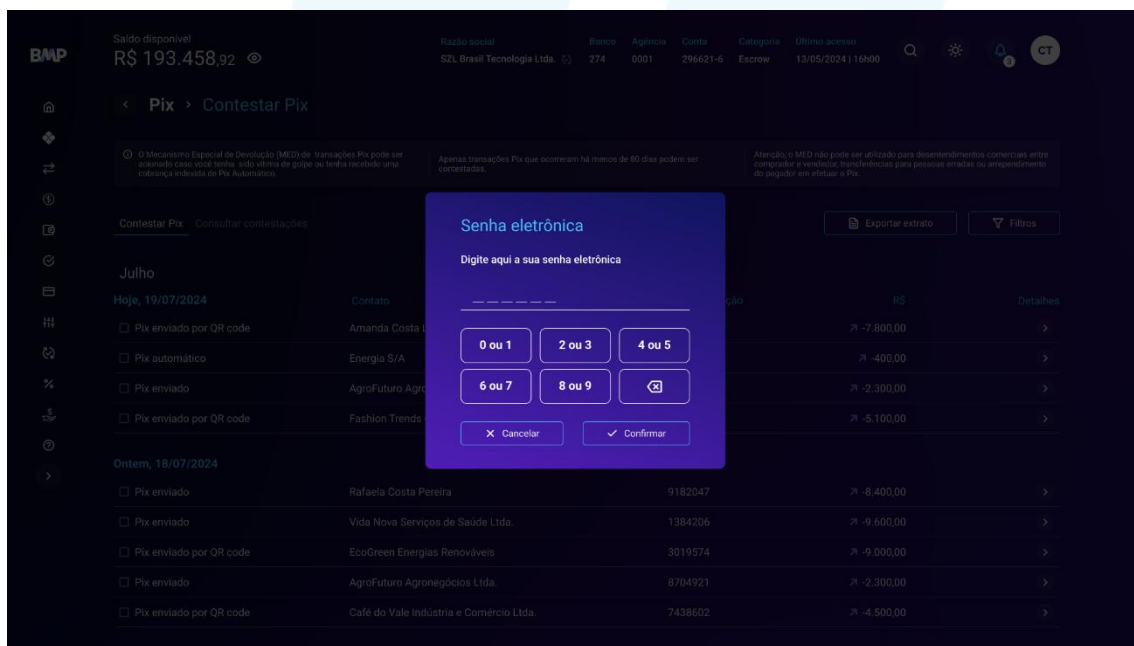 BMP
Saldo disponível
R$ 193.458,92
Razão social
SZL Brasil Tecnologia Ltda.
Banco
274
Agência
0001
Conta
296621-6
Categoria
Escrow
Último acesso
13/05/2024 | 16h00
3
CT
Pix > Contestar Pix
O Mecanismo Especial de Devolução (MED) de transações Pix pode ser
acionado caso você tenha sido vítima de golpe ou tenha recebido uma
cobrança indevida de Pix Automático.
Apenas transações Pix que ocorreram há menos de 80 dias podem ser
contestadas.
Atenção, o MED não pode ser utilizado para desentendimentos comerciais entre
comprador e vendedor, transferências para pessoas erradas ou arrependimento
do pagador em efetuar o Pix.
Contestar Pix Consultar contestações
Exportar extrato
Filtros
Senha eletrônica
Digite aqui a sua senha eletrônica
0 ou 1 2 ou 3 4 ou 5
6 ou 7 8 ou 9
Cancelar Confirmar
Julho
Hoje, 19/07/2024 Contato ção R$ Detalhes
Pix enviado por QR code Amanda Costa -7.800,00
Pix automático Energia S/A -400,00
Pix enviado AgroFuturo Agro -2.300,00
Pix enviado por QR code Fashion Trends -5.100,00
Ontem, 18/07/2024
Pix enviado Rafaela Costa Pereira 9182047 -8.400,00
Pix enviado Vida Nova Serviços de Saúde Ltda. 1384206 -9.600,00
Pix enviado por QR code EcoGreen Energias Renováveis 3019574 -9.000,00
Pix enviado AgroFuturo Agronegócios Ltda. 8704921 -2.300,00
Pix enviado por QR code Café do Vale Indústria e Comércio Ltda. 7438602 -4.500,00